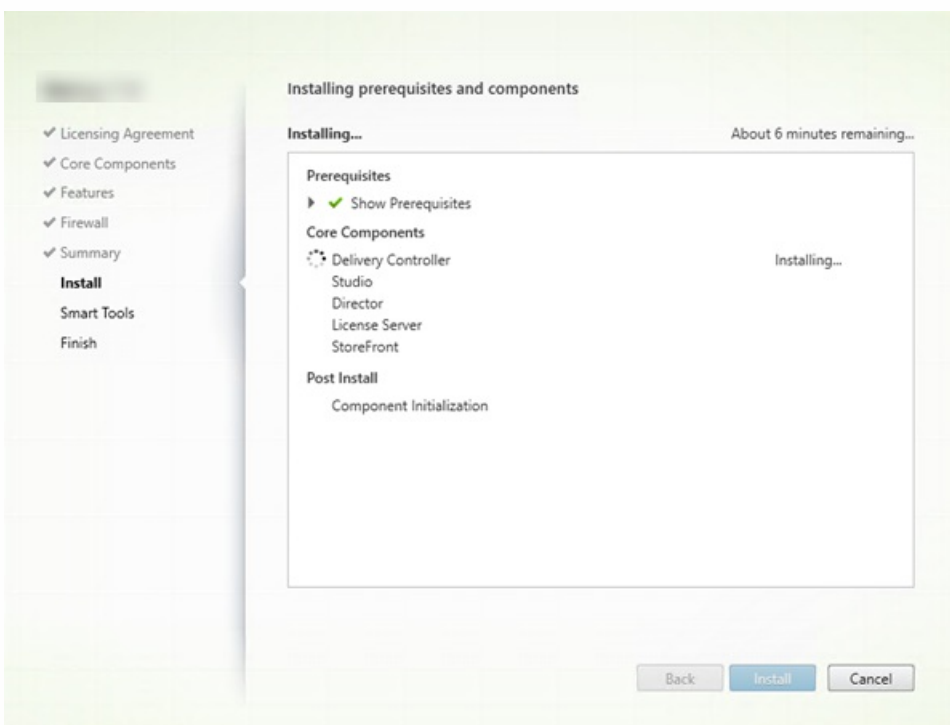 Installing prerequisites and components
Licensing Agreement
Core Components
Features
Firewall
Summary
Install
Smart Tools
Finish
Installing... About 6 minutes remaining...
Prerequisites
Show Prerequisites
Core Components
Delivery Controller Installing...
Studio
Director
License Server
StoreFront
Post Install
Component Initialization
Back Install Cancel